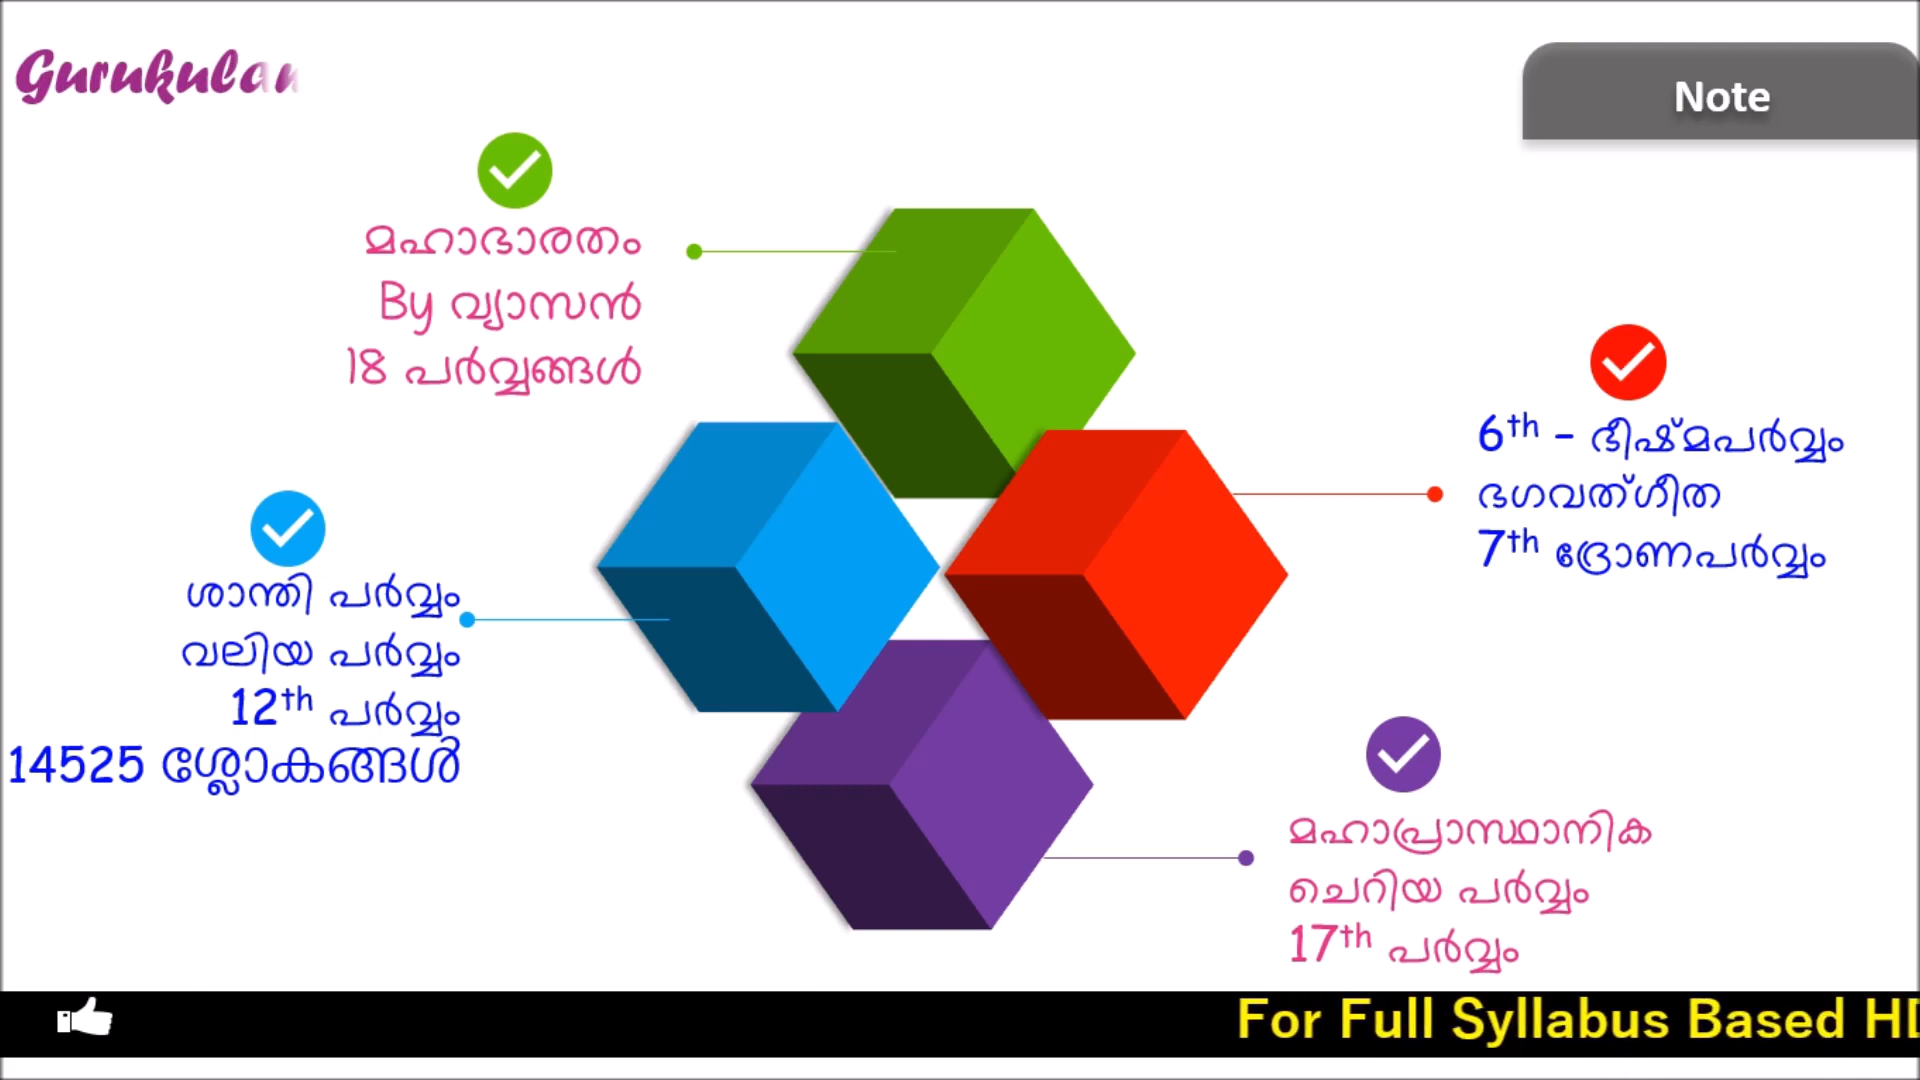 Gurukulam
Note
മഹാഭാരതം
By വ്യാസൻ
18 പർവ്വങ്ങൾ
6th - ഭീഷ്മപർവ്വം
ഭഗവത്ഗീത
7th ദ്രോണപർവ്വം
ശാന്തി പർവ്വം
വലിയ പർവ്വം
12th പർവ്വം
14525 ശ്ലോകങ്ങൾ
മഹാപ്രാസ്ഥാനിക
ചെറിയ പർവ്വം
17th പർവ്വം
For Full Syllabus Based HD